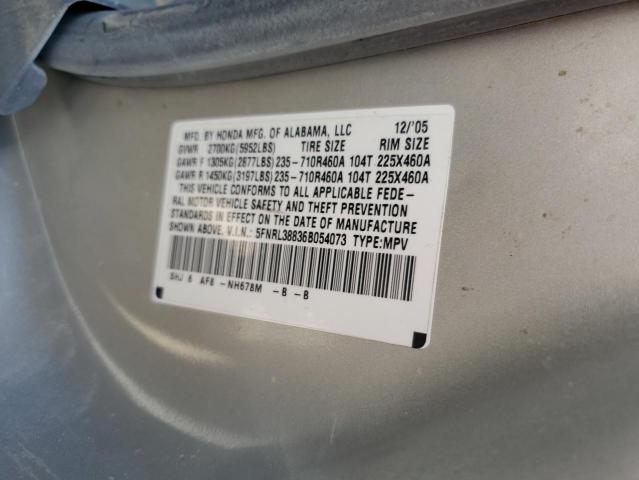 MFD. BY HONDA MFG. OF ALABAMA, LLC 12/'05
GVWR 2700KG(5952LBS) TIRE SIZE RIM SIZE
GAWR F 1305KG(2877LBS) 235-710R460A 104T 225X460A
GAWR R 1450KG(3197LBS) 235-710R460A 104T 225X460A
THIS VEHICLE CONFORMS TO ALL APPLICABLE FEDE-
RAL MOTOR VEHICLE SAFETY AND THEFT PREVENTION
STANDARDS IN EFFECT ON THE DATE OF MANUFACTURE
SHOWN ABOVE. V.I.N.: 5FNRL38836B054073 TYPE:MPV
SHJ 6 AF8 -NH678M -B -B